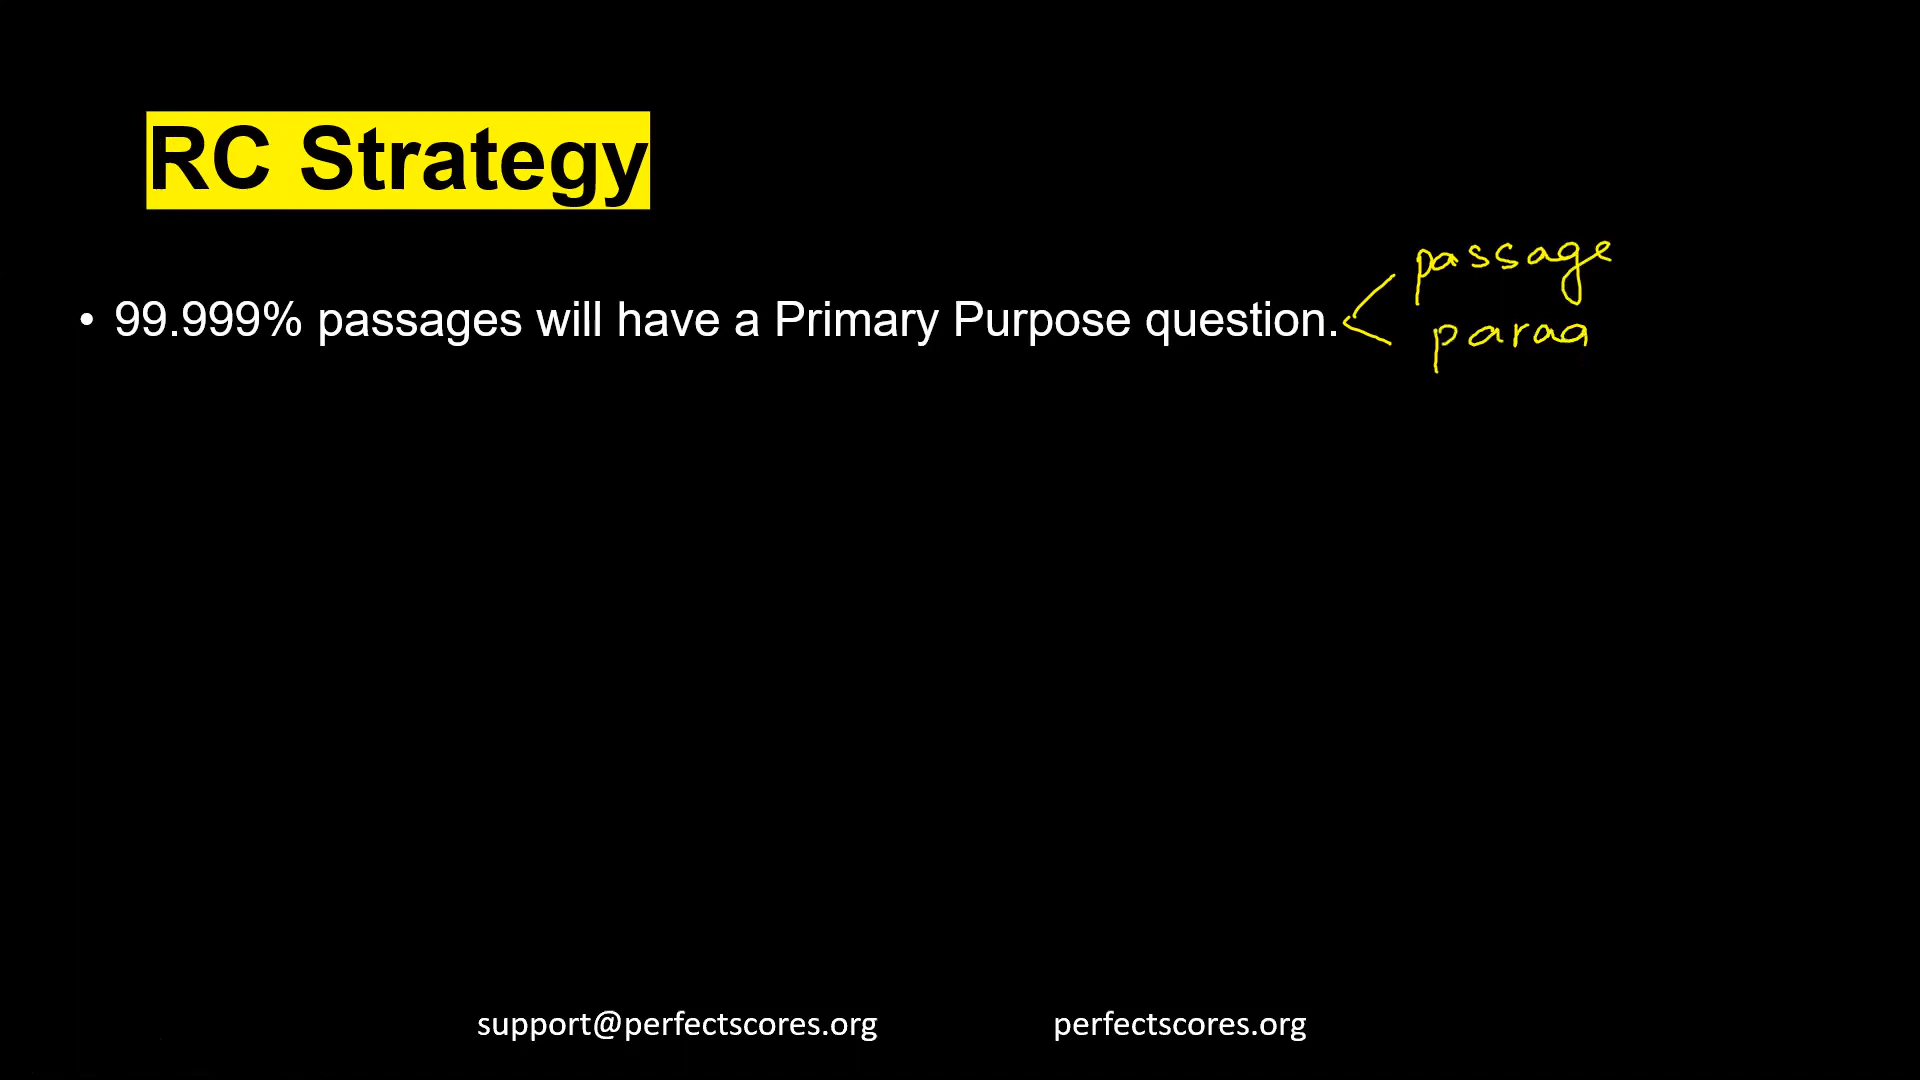 RC Strategy
passage
• 99.999% passages will have a Primary Purpose question.
paraa
support@perfectscores.org perfectscores.org